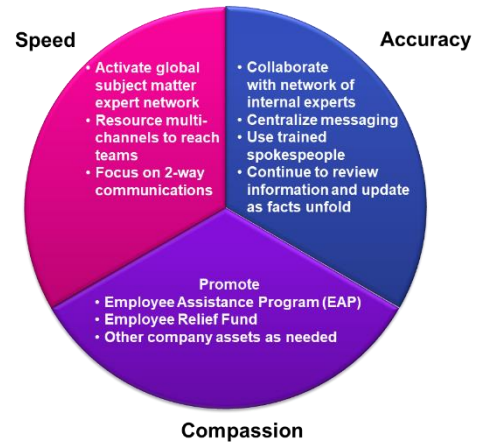 Speed
• Activate global
subject matter
expert network
• Resource multi-
channels to reach
teams
• Focus on 2-way
communications
Accuracy
• Collaborate
with network of
internal experts
• Centralize messaging
• Use trained
spokespeople
• Continue to review
information and update
as facts unfold
Promote
• Employee Assistance Program (EAP)
• Employee Relief Fund
• Other company assets as needed
Compassion